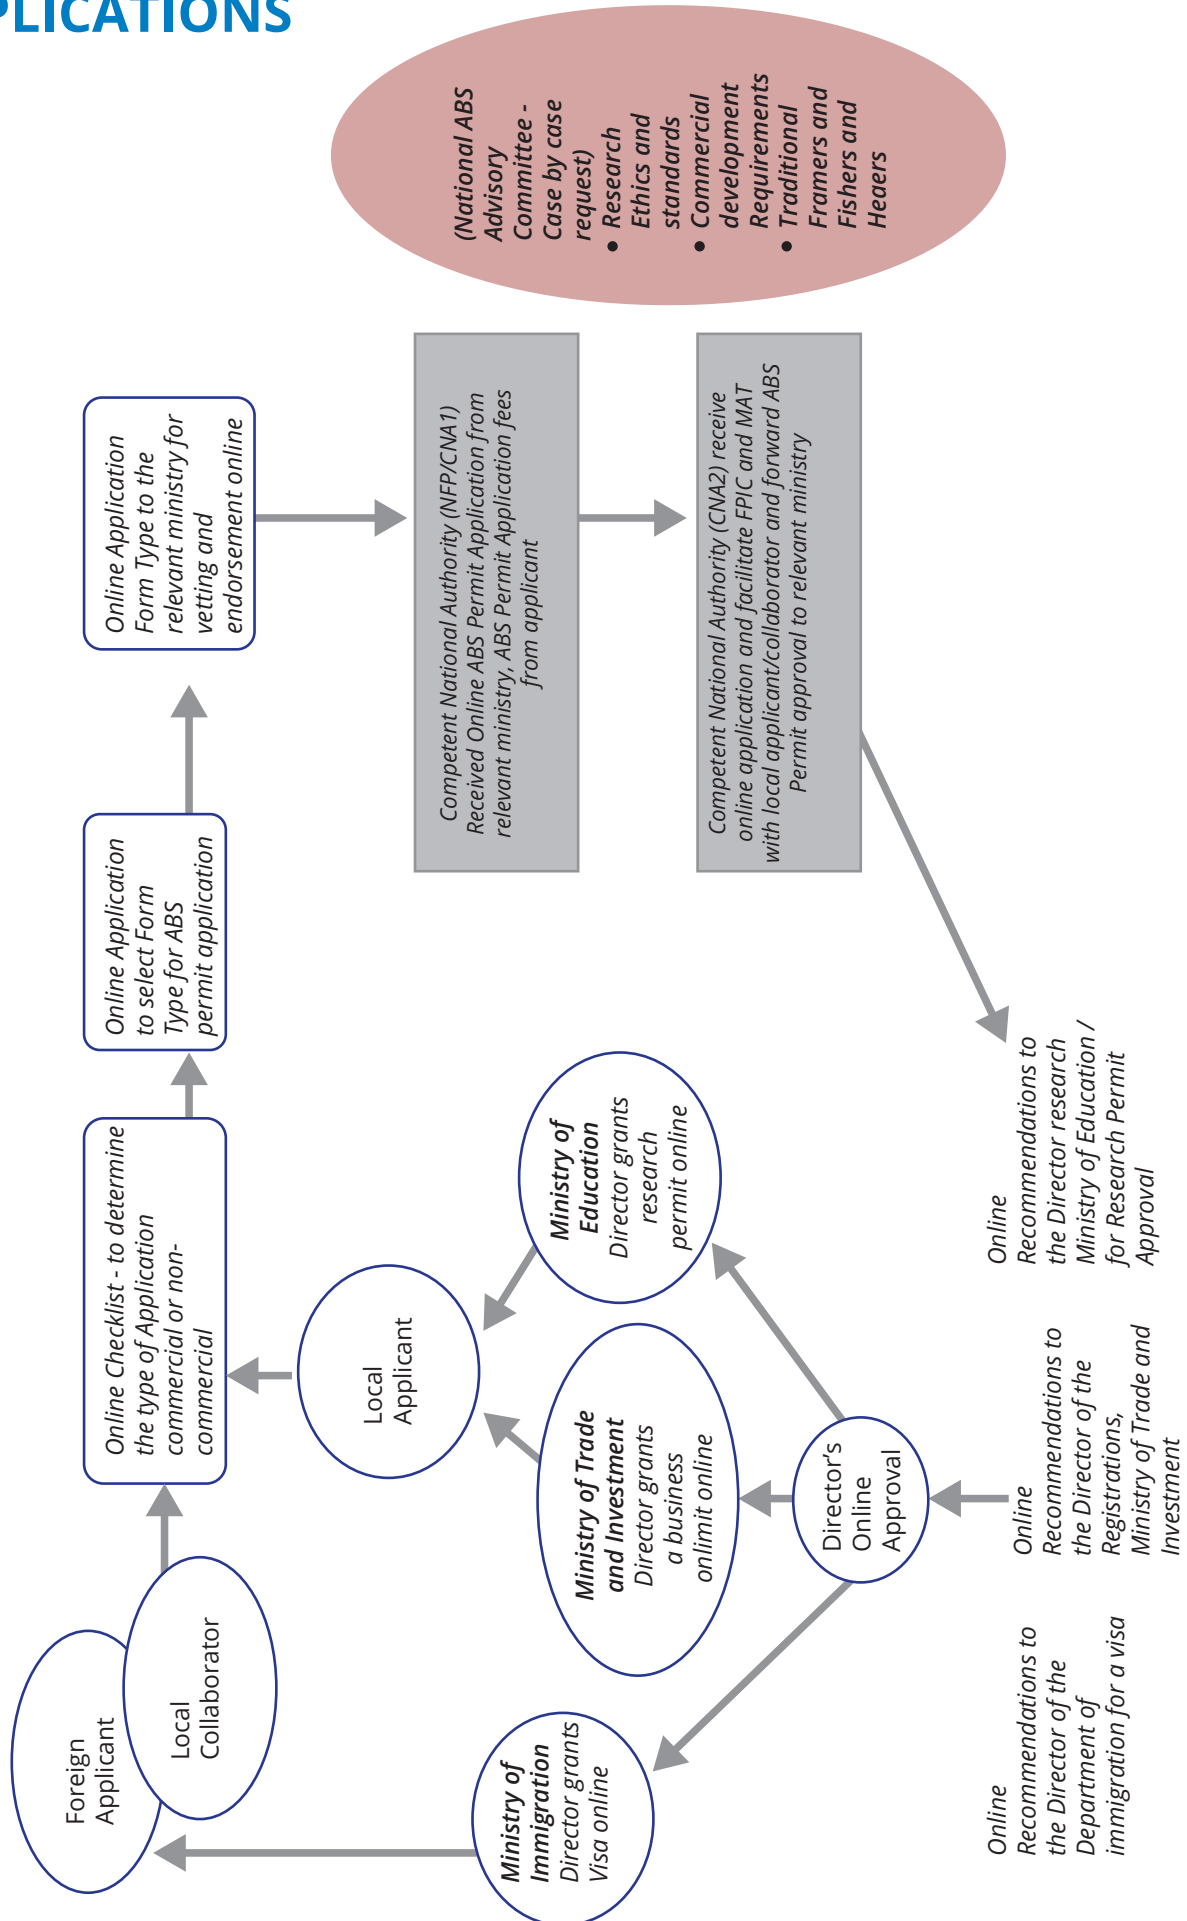 PLICATIONS
Foreign
Applicant
Local
Collaborator
Online Checklist - to determine
the type of Application
commercial or non-
commercial
Online Application
to select Form
Type for ABS
permit application
Online Application
Form Type to the
relevant ministry for
vetting and
endorsement online
Local
Applicant
Competent National Authority (NFP/CNA1)
Received Online ABS Permit Application from
relevant ministry, ABS Permit Application fees
from applicant
(National ABS
Advisory
Committee -
Case by case
request)
• Research
Ethics and
standards
• Commercial
development
Requirements
• Traditional
Framers and
Fishers and
Heaers
Ministry of
Immigration
Director grants
Visa online
Ministry of Trade
and Investment
Director grants
a business
onlimit online
Ministry of
Education
Director grants
research
permit online
Competent National Authority (CNA2) receive
online application and facilitate FPIC and MAT
with local applicant/collaborator and forward ABS
Permit approval to relevant ministry
Director’s
Online
Approval
Online
Recommendations to
the Director of the
Department of
immigration for a visa
Online
Recommendations to
the Director of the
Registrations,
Ministry of Trade and
Investment
Online
Recommendations to
the Director research
Ministry of Education /
for Research Permit
Approval